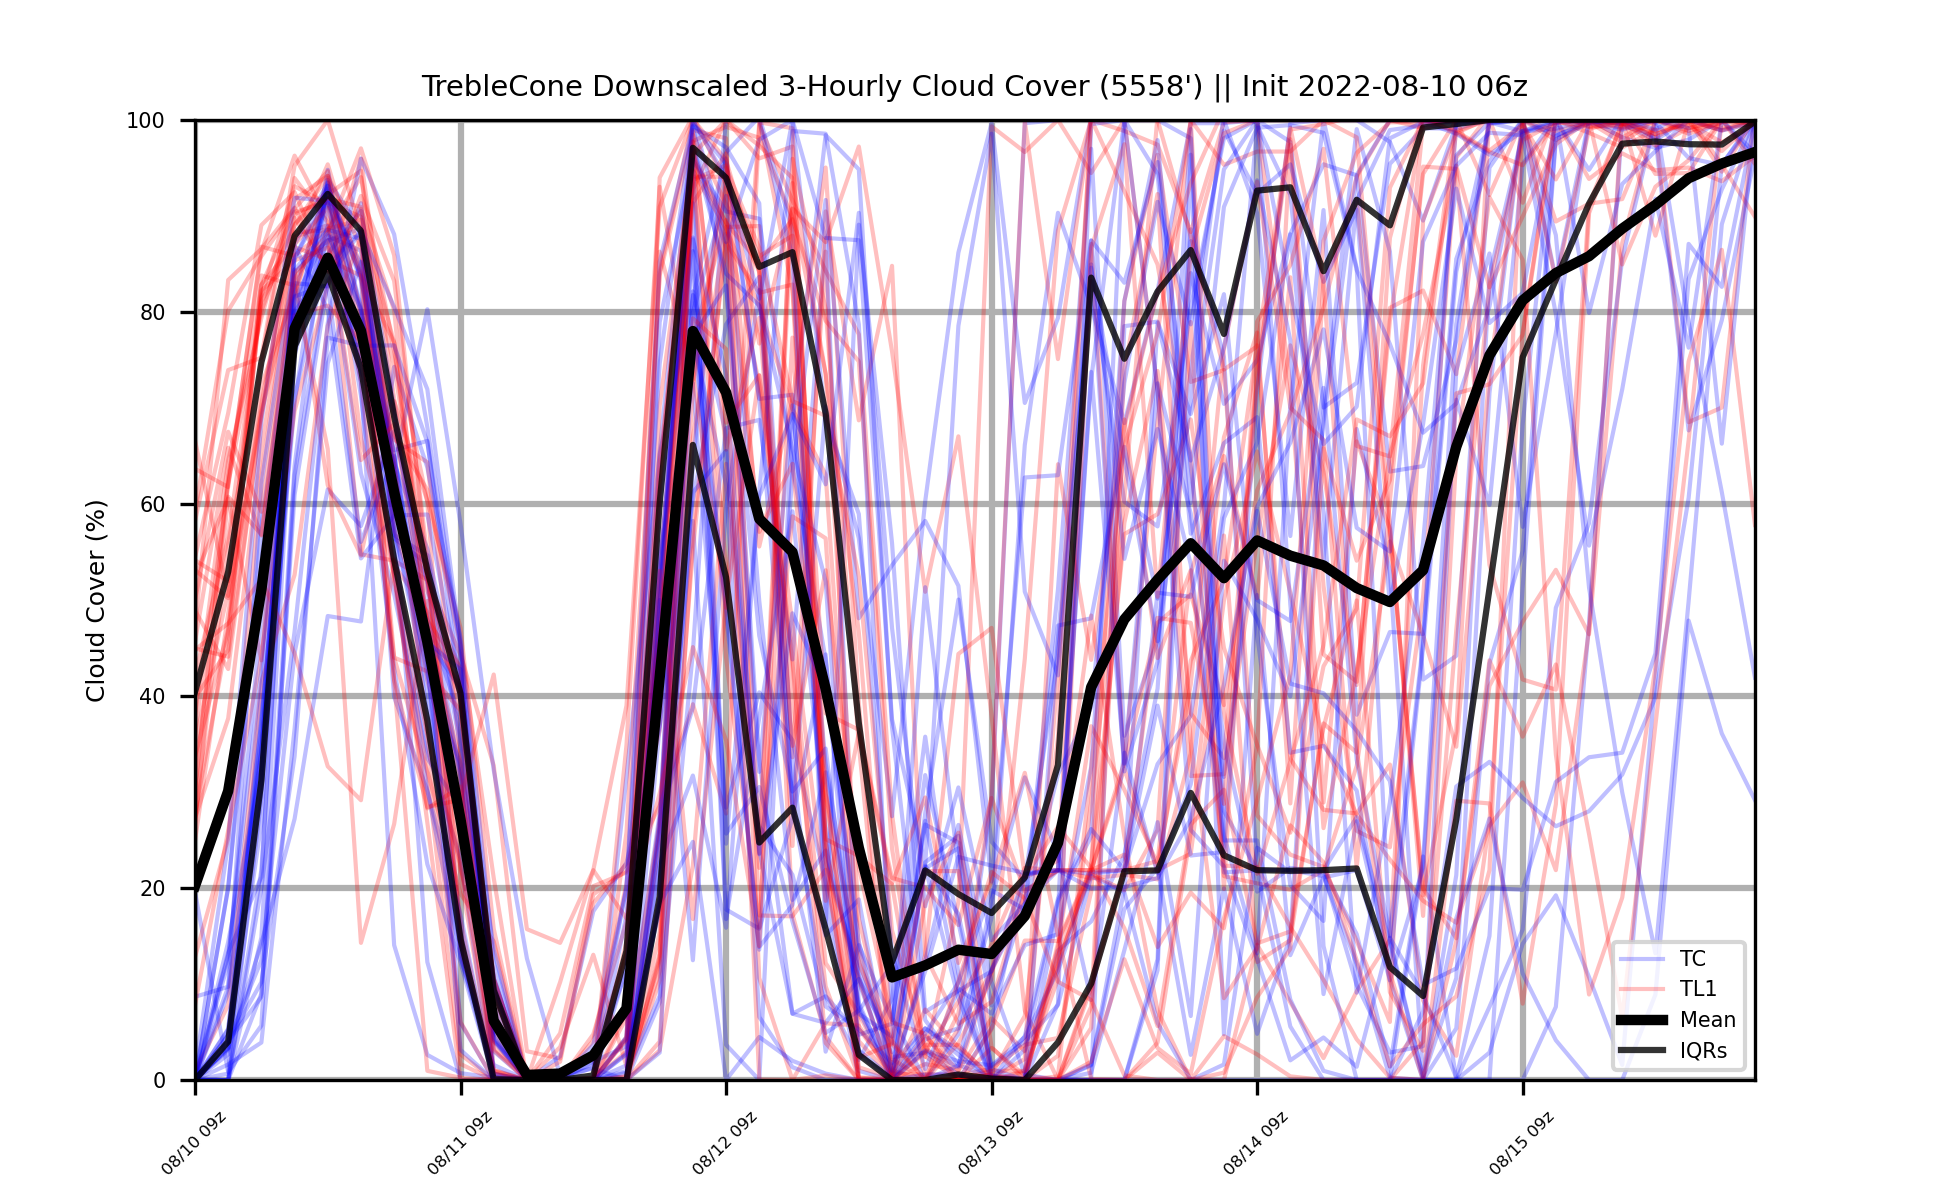 TrebleCone Downscaled 3-Hourly Cloud Cover (5558') || Init 2022-08-10 06z
Cloud Cover (%)
100
80
60
40
20
0
08/10 09z
08/11 09z
08/12 09z
08/13 09z
08/14 09z
08/15 09z
TC
TL1
Mean
IQRs